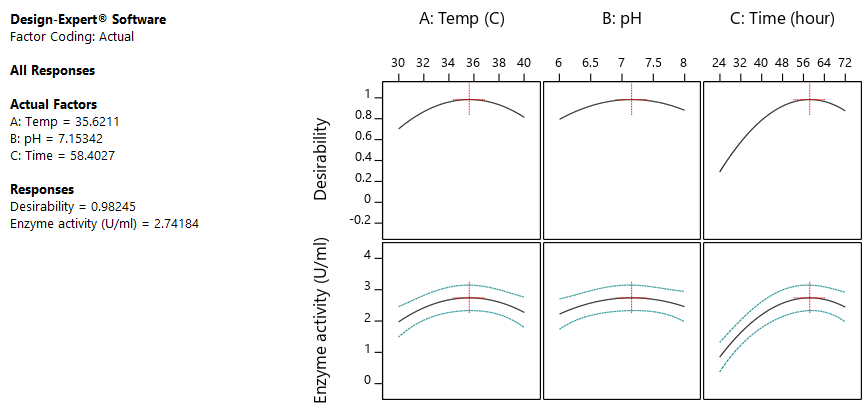 Design-Expert® Software
Factor Coding: Actual
All Responses
Actual Factors
A: Temp = 35.6211
B: pH = 7.15342
C: Time = 58.4027
Responses
Desirability = 0.98245
Enzyme activity (U/ml) = 2.74184
A: Temp (C)
B: pH
C: Time (hour)
30 32 34 36 38 40
6 6.5 7 7.5 8
24 32 40 48 56 64 72
Desirability
1
0.8
0.6
0.4
0.2
0
-0.2
Enzyme activity (U/ml)
4
3
2
1
0